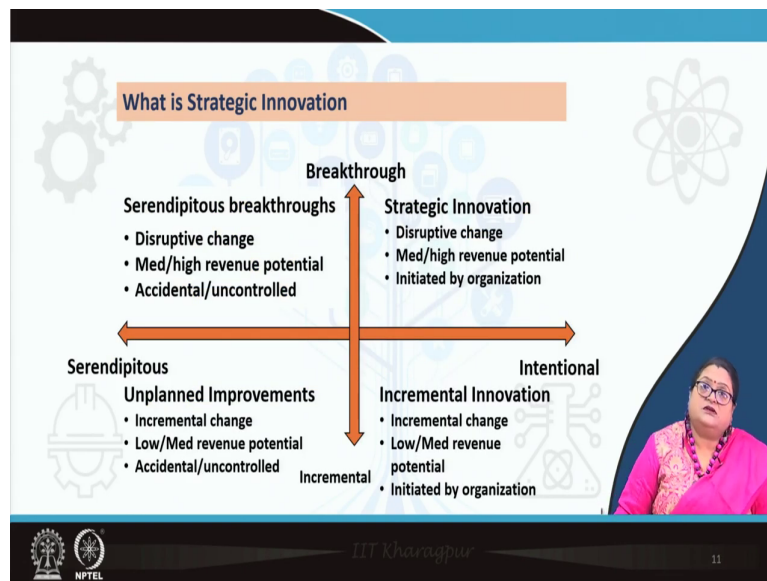 What is Strategic Innovation
Breakthrough
Serendipitous breakthroughs
• Disruptive change
• Med/high revenue potential
• Accidental/uncontrolled
Strategic Innovation
• Disruptive change
• Med/high revenue potential
• Initiated by organization
Serendipitous
Intentional
Unplanned Improvements
• Incremental change
• Low/Med revenue potential
• Accidental/uncontrolled
Incremental Innovation
• Incremental change
• Low/Med revenue
potential
• Initiated by organization
Incremental
NPTEL
IIT Kharagpur
11